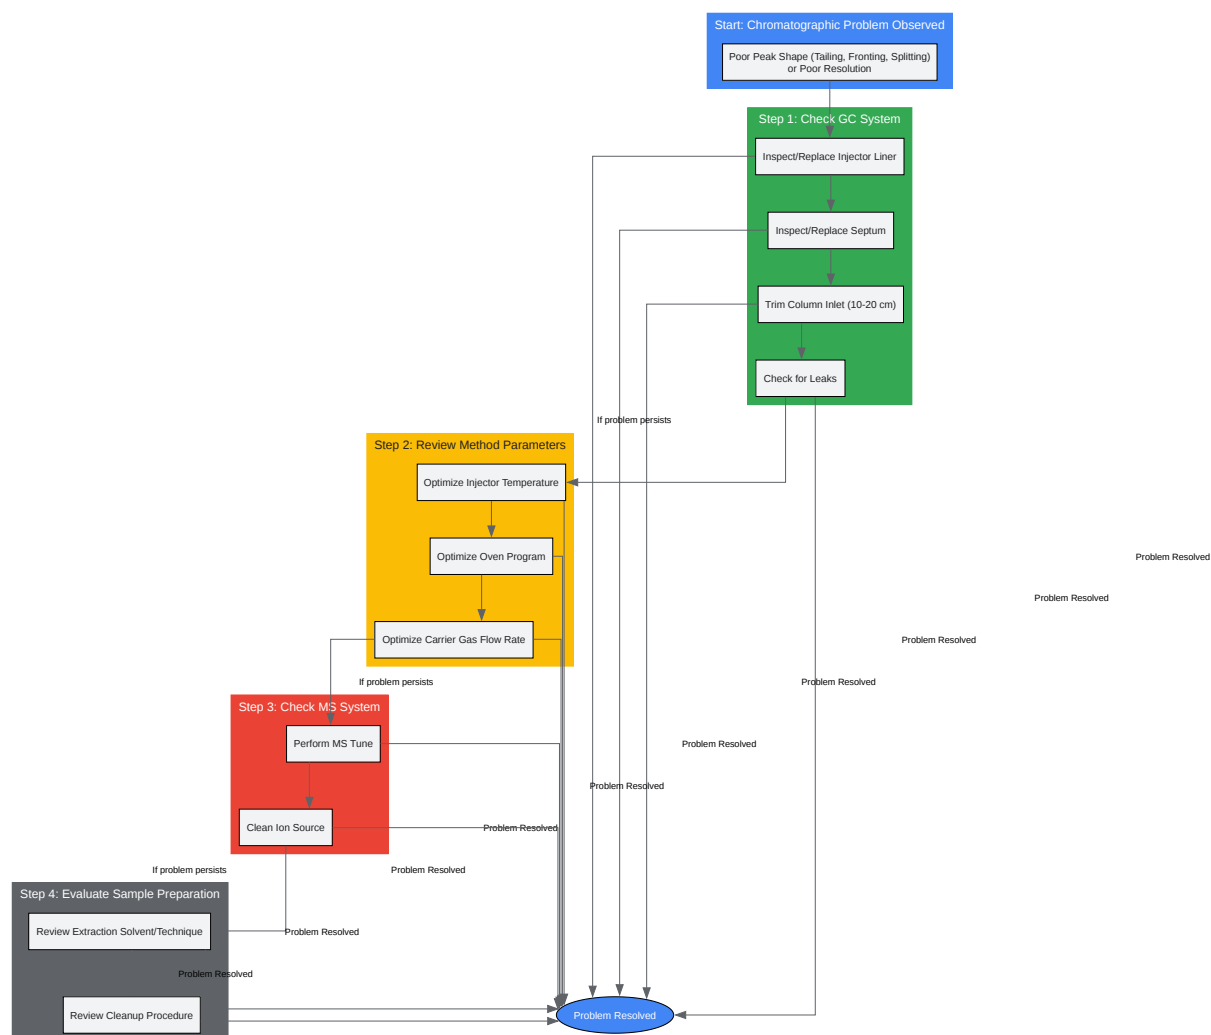 Start: Chromatographic Problem Observed
Poor Peak Shape (Tailing, Fronting, Splitting)
or Poor Resolution
Step 1: Check GC System
Inspect/Replace Injector Liner
Inspect/Replace Septum
Trim Column Inlet (10-20 cm)
Check for Leaks
If problem persists
Step 2: Review Method Parameters
Optimize Injector Temperature
Optimize Oven Program
Problem Resolved
Problem Resolved
Optimize Carrier Gas Flow Rate
Problem Resolved
If problem persists
Problem Resolved
Step 3: Check MS System
Perform MS Tune
Problem Resolved
Problem Resolved
Clean Ion Source
Problem Resolved
If problem persists
Problem Resolved
Step 4: Evaluate Sample Preparation
Review Extraction Solvent/Technique
Problem Resolved
Problem Resolved
Review Cleanup Procedure
Problem Resolved